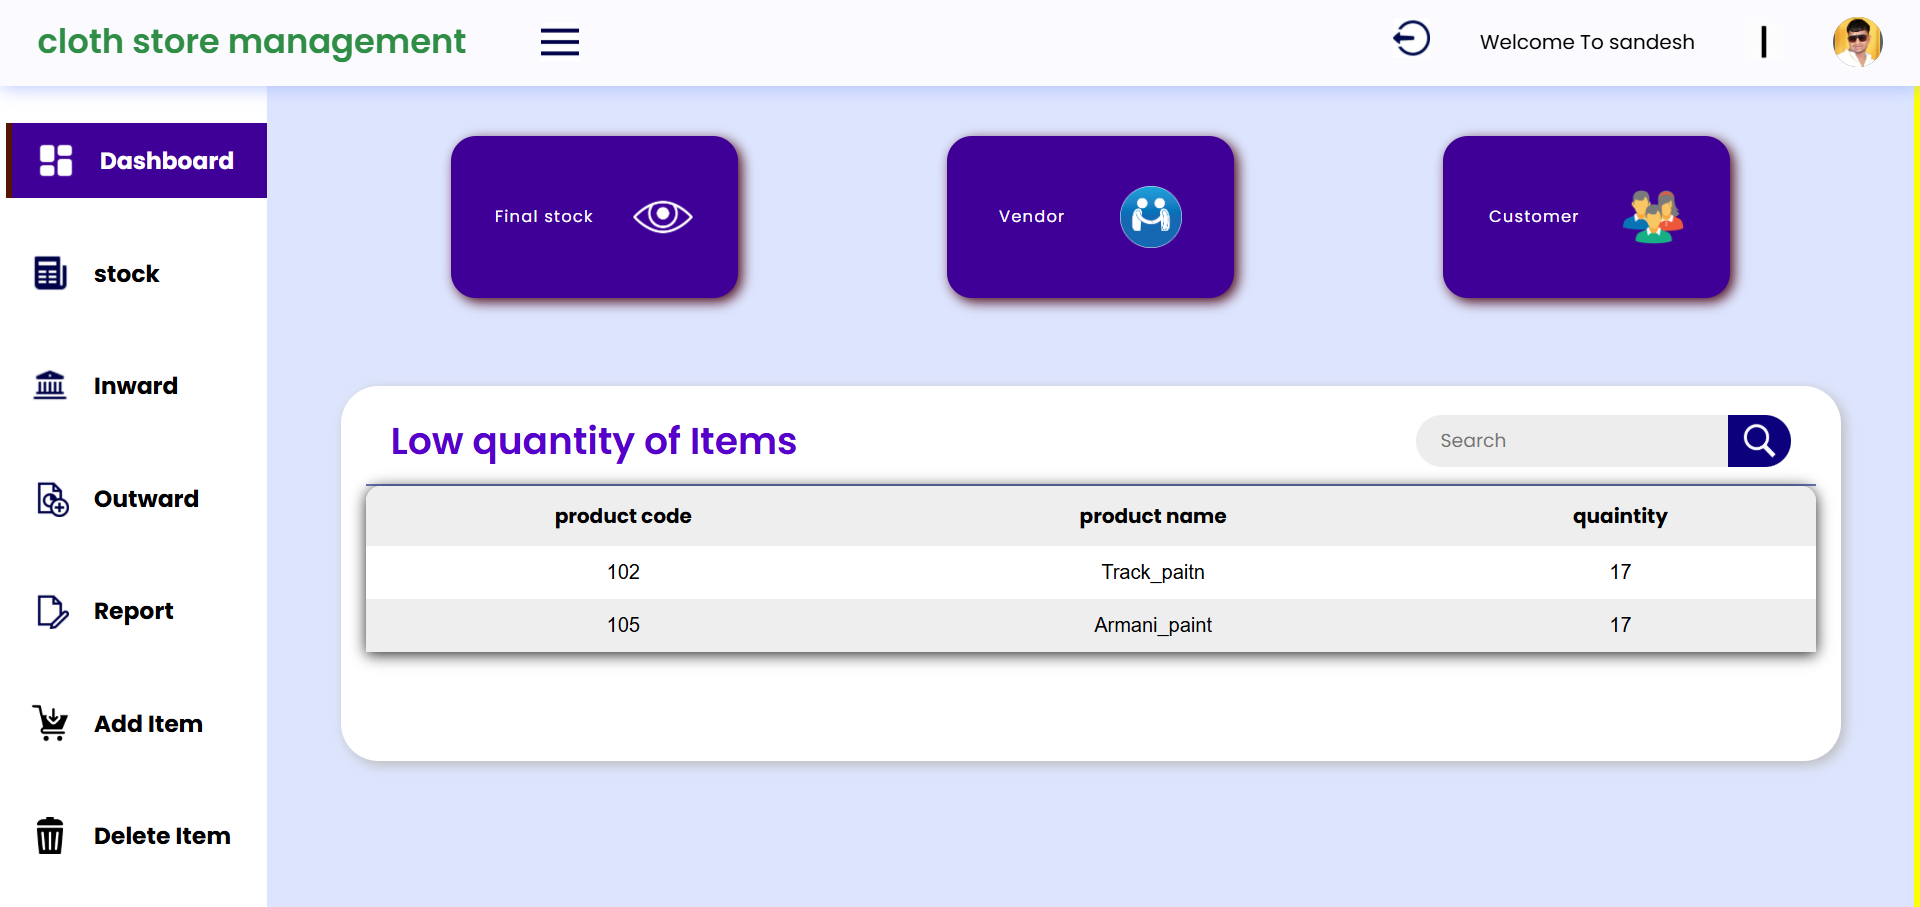 cloth store management
Welcome To sandesh
Dashboard
stock
Inward
Outward
Report
Add Item
Delete Item
Final stock
Vendor
Customer
Low quantity of Items
Search
product code product name quaintity
102 Track_paitn 17
105 Armani_paint 17